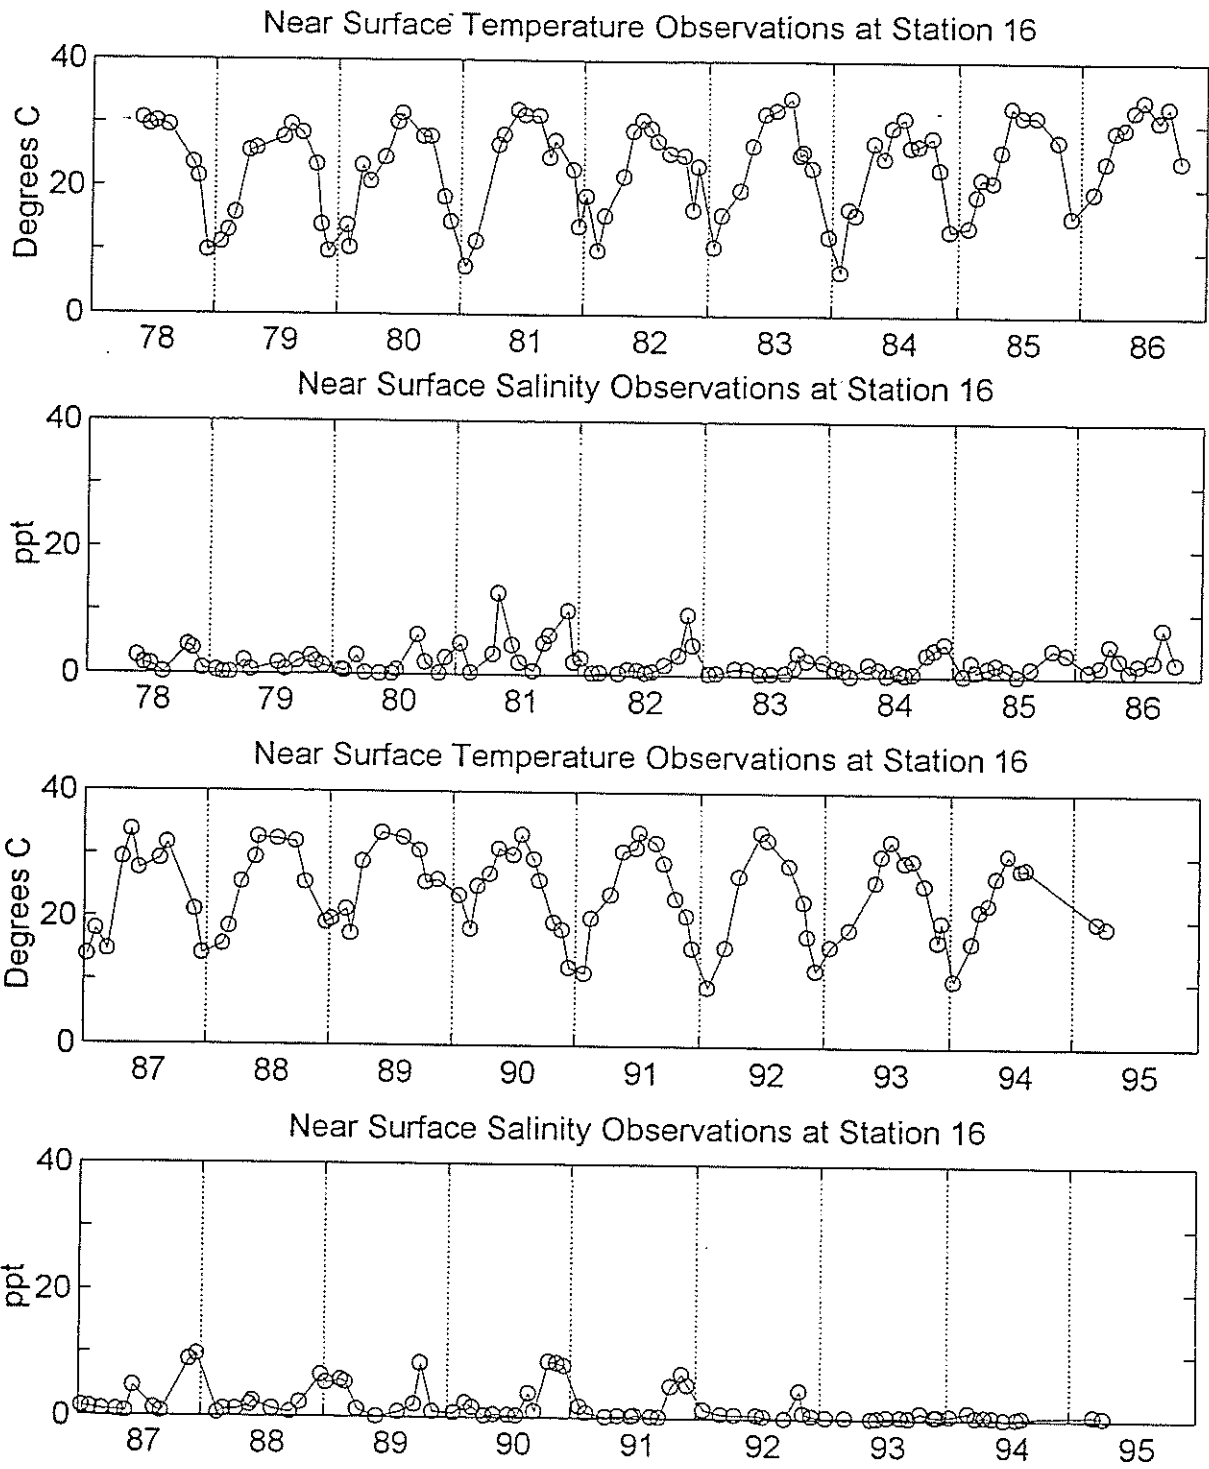 Near Surface Temperature Observations at Station 16
40
20
0
Degrees C
78 79 80 81 82 83 84 85 86
Near Surface Salinity Observations at Station 16
40
20
0
ppt
78 79 80 81 82 83 84 85 86
Near Surface Temperature Observations at Station 16
40
20
0
Degrees C
87 88 89 90 91 92 93 94 95
Near Surface Salinity Observations at Station 16
40
20
0
ppt
87 88 89 90 91 92 93 94 95